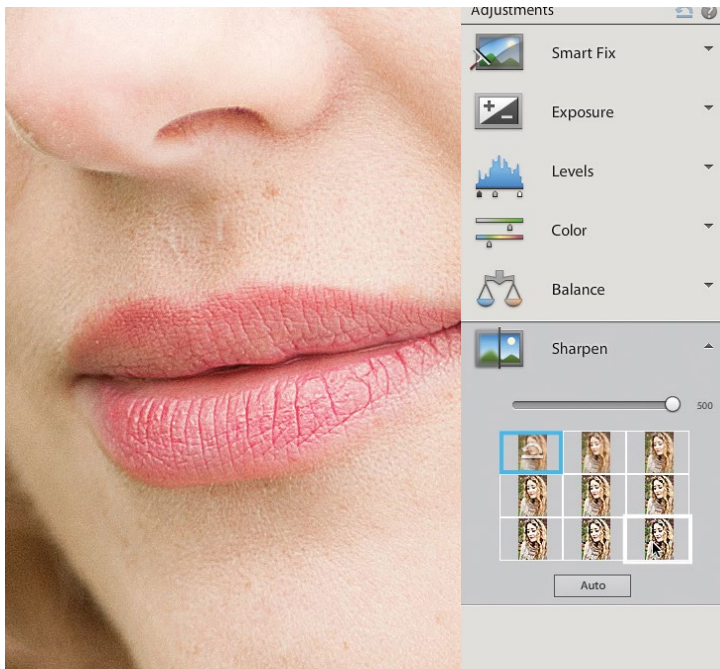 Adjustments
Smart Fix
Exposure
Levels
Color
Balance
Sharpen
500
Auto